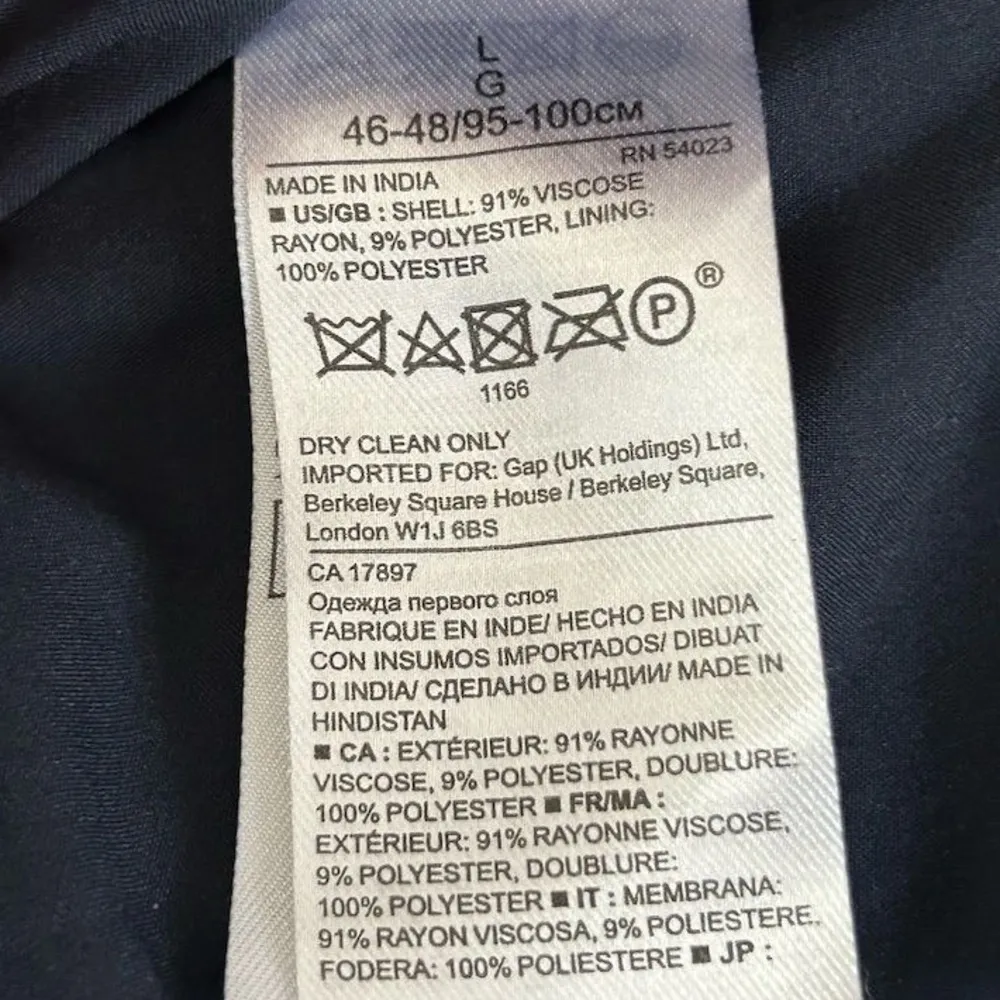 L
G
46-48/95-100CM
RN 54023
MADE IN INDIA
■ US/GB : SHELL: 91% VISCOSE
RAYON, 9% POLYESTER, LINING:
100% POLYESTER
P ®
1166
DRY CLEAN ONLY
IMPORTED FOR: Gap (UK Holdings) Ltd,
Berkeley Square House / Berkeley Square,
London W1J 6BS
CA 17897
Одежда первого слоя
FABRIQUE EN INDE/ HECHO EN INDIA
CON INSUMOS IMPORTADOS/ DIBUAT
DI INDIA/ СДЕЛАНО В ИНДИИ/ MADE IN
HINDISTAN
■ CA : EXTÉRIEUR: 91% RAYONNE
VISCOSE, 9% POLYESTER, DOUBLURE:
100% POLYESTER ■ FR/MA :
EXTÉRIEUR: 91% RAYONNE VISCOSE,
9% POLYESTER, DOUBLURE:
100% POLYESTER ■ IT : MEMBRANA:
91% RAYON VISCOSA, 9% POLIESTERE,
FODERA: 100% POLIESTERE ■ JP :